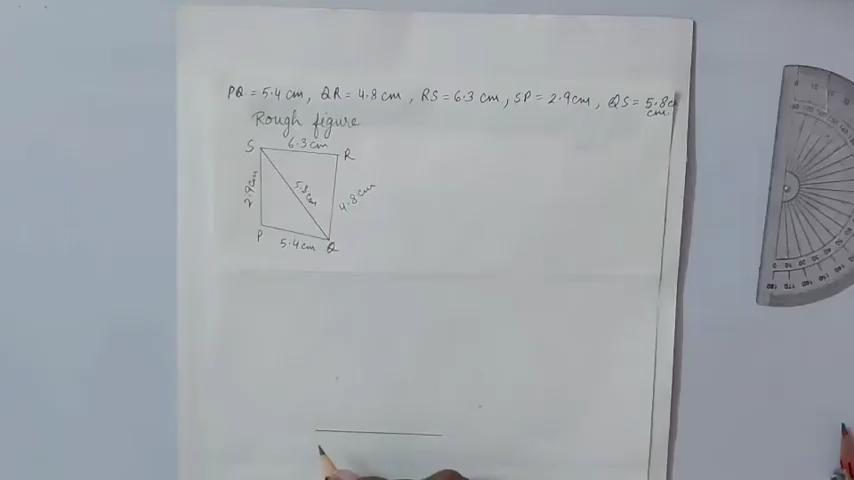 PQ = 5.4 cm, QR = 4.8 cm, RS = 6.3 cm, SP = 2.9 cm, QS = 5.8 cm
cm.
Rough figure
6.3 cm
S
R
2.9 cm
5.8 cm
4.8 cm
P
5.4 cm
Q